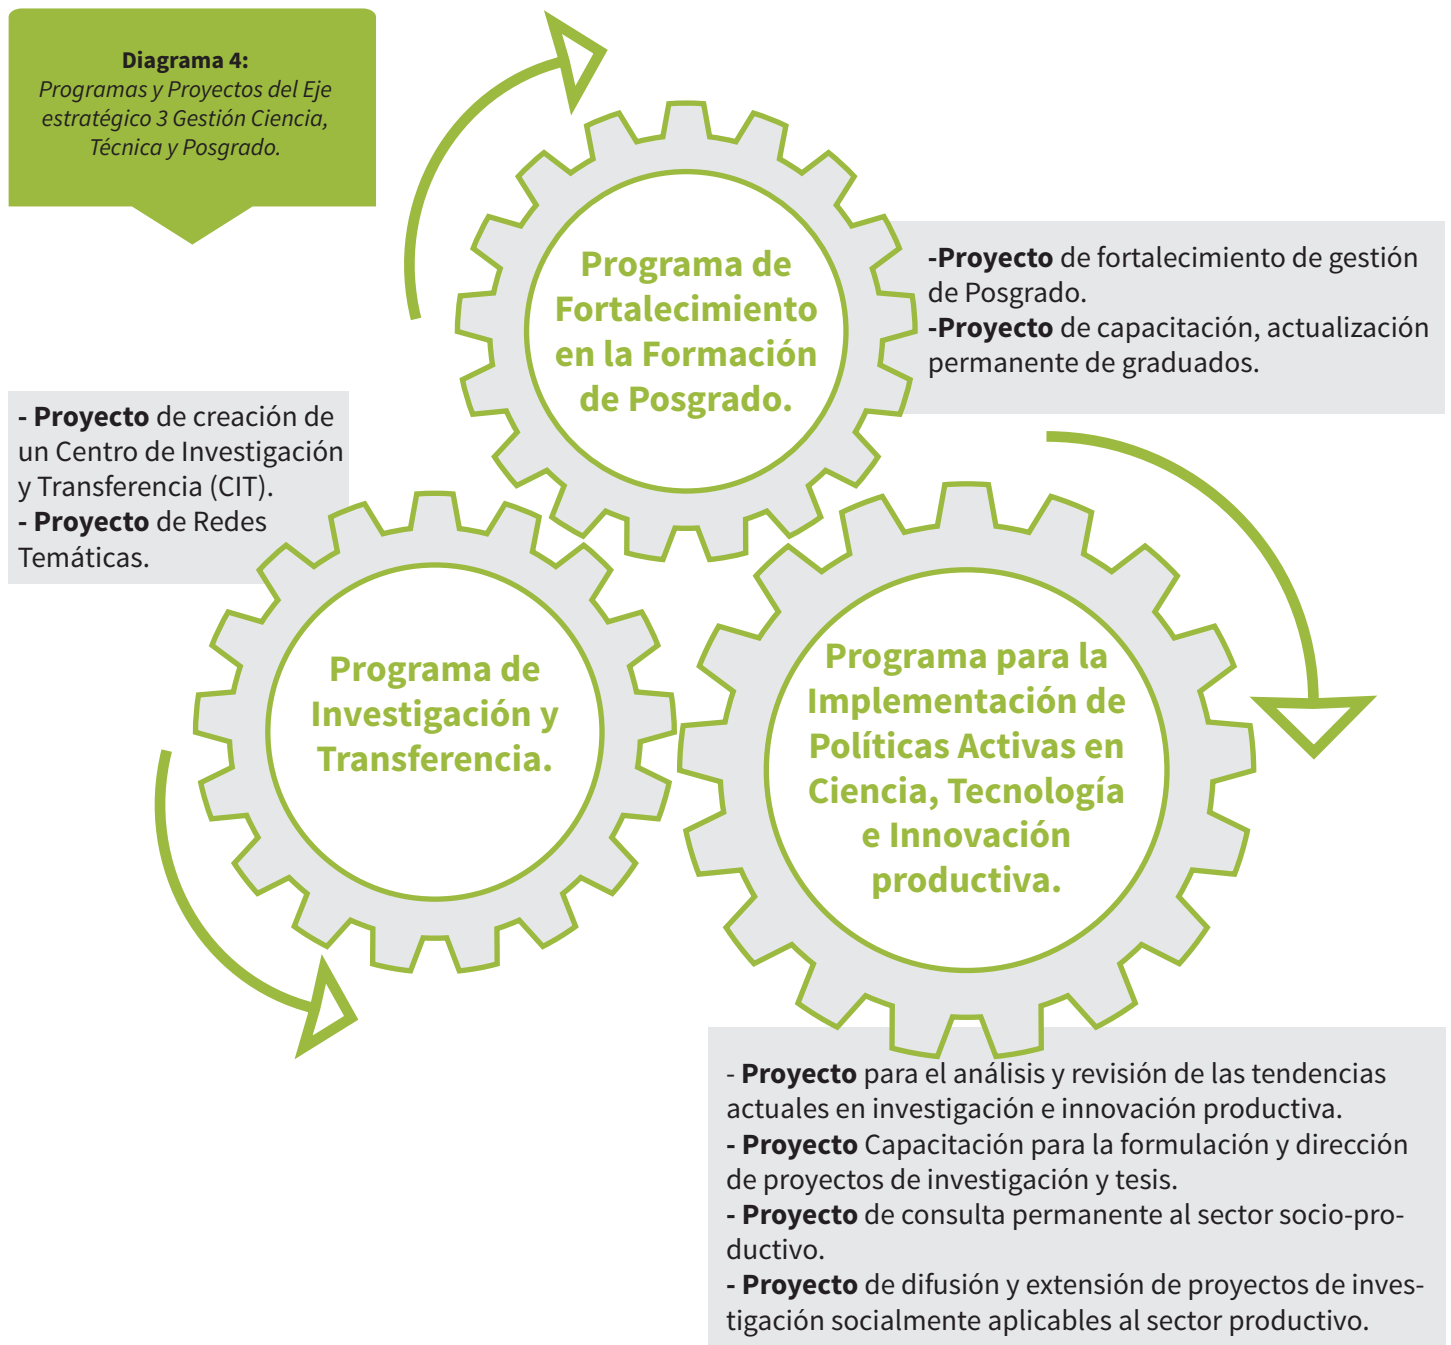 Diagrama 4:
Programas y Proyectos del Eje
estratégico 3 Gestión Ciencia,
Técnica y Posgrado.
Programa de
Fortalecimiento
en la Formación
de Posgrado.
-Proyecto de fortalecimiento de gestión
de Posgrado.
-Proyecto de capacitación, actualización
permanente de graduados.
- Proyecto de creación de
un Centro de Investigación
y Transferencia (CIT).
- Proyecto de Redes
Temáticas.
Programa de
Investigación y
Transferencia.
Programa para la
Implementación de
Políticas Activas en
Ciencia, Tecnología
e Innovación
productiva.
- Proyecto para el análisis y revisión de las tendencias
actuales en investigación e innovación productiva.
- Proyecto Capacitación para la formulación y dirección
de proyectos de investigación y tesis.
- Proyecto de consulta permanente al sector socio-pro-
ductivo.
- Proyecto de difusión y extensión de proyectos de inves-
tigación socialmente aplicables al sector productivo.